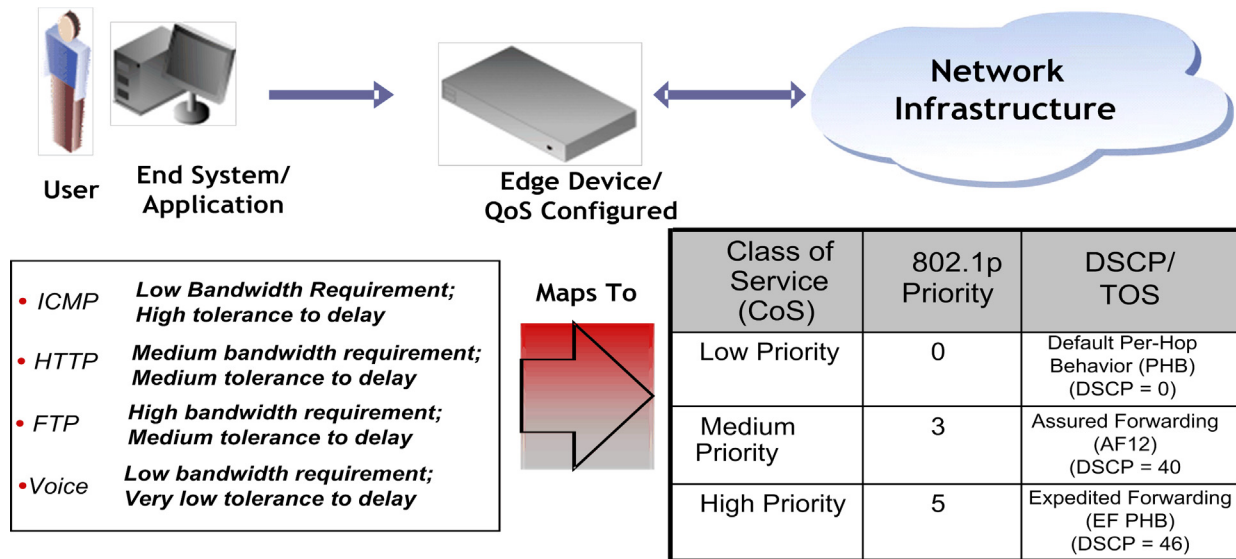 Network
Infrastructure
User
End System/
Application
Edge Device/
QoS Configured
• ICMP Low Bandwidth Requirement;
High tolerance to delay
• HTTP Medium bandwidth requirement;
Medium tolerance to delay
• FTP High bandwidth requirement;
Medium tolerance to delay
•Voice Low bandwidth requirement;
Very low tolerance to delay
Maps To
Class of
Service
(CoS)
802.1p
Priority
DSCP/
TOS
Low Priority
0
Default Per-Hop
Behavior (PHB)
(DSCP = 0)
Medium
Priority
3
Assured Forwarding
(AF12)
(DSCP = 40
High Priority
5
Expedited Forwarding
(EF PHB)
(DSCP = 46)